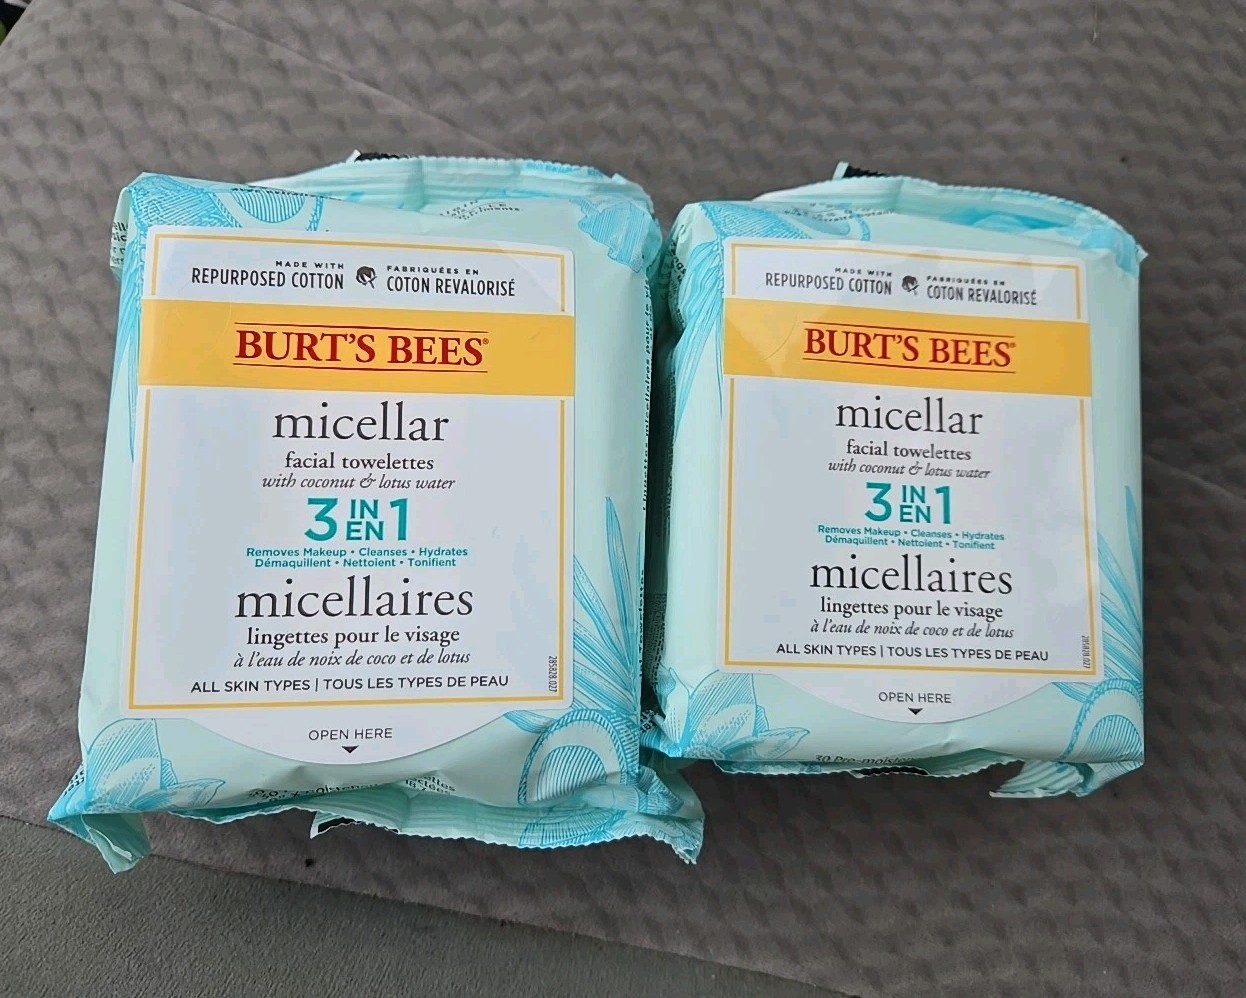 MADE WITH
REPURPOSED COTTON
FABRIQUÉES EN
COTON REVALORISÉ
BURT'S BEES®
micellar
facial towelettes
with coconut & lotus water
3 IN EN 1
Removes Makeup • Cleanses • Hydrates
Démaquillent • Nettoient • Tonifient
micellaires
lingettes pour le visage
à l'eau de noix de coco et de lotus
ALL SKIN TYPES | TOUS LES TYPES DE PEAU
285828.027
OPEN HERE
MADE WITH
REPURPOSED COTTON
FABRIQUÉES EN
COTON REVALORISÉ
BURT'S BEES®
micellar
facial towelettes
with coconut & lotus water
3 IN EN 1
Removes Makeup • Cleanses • Hydrates
Démaquillent • Nettoient • Tonifient
micellaires
lingettes pour le visage
à l'eau de noix de coco et de lotus
ALL SKIN TYPES | TOUS LES TYPES DE PEAU
285828.027
OPEN HERE
30